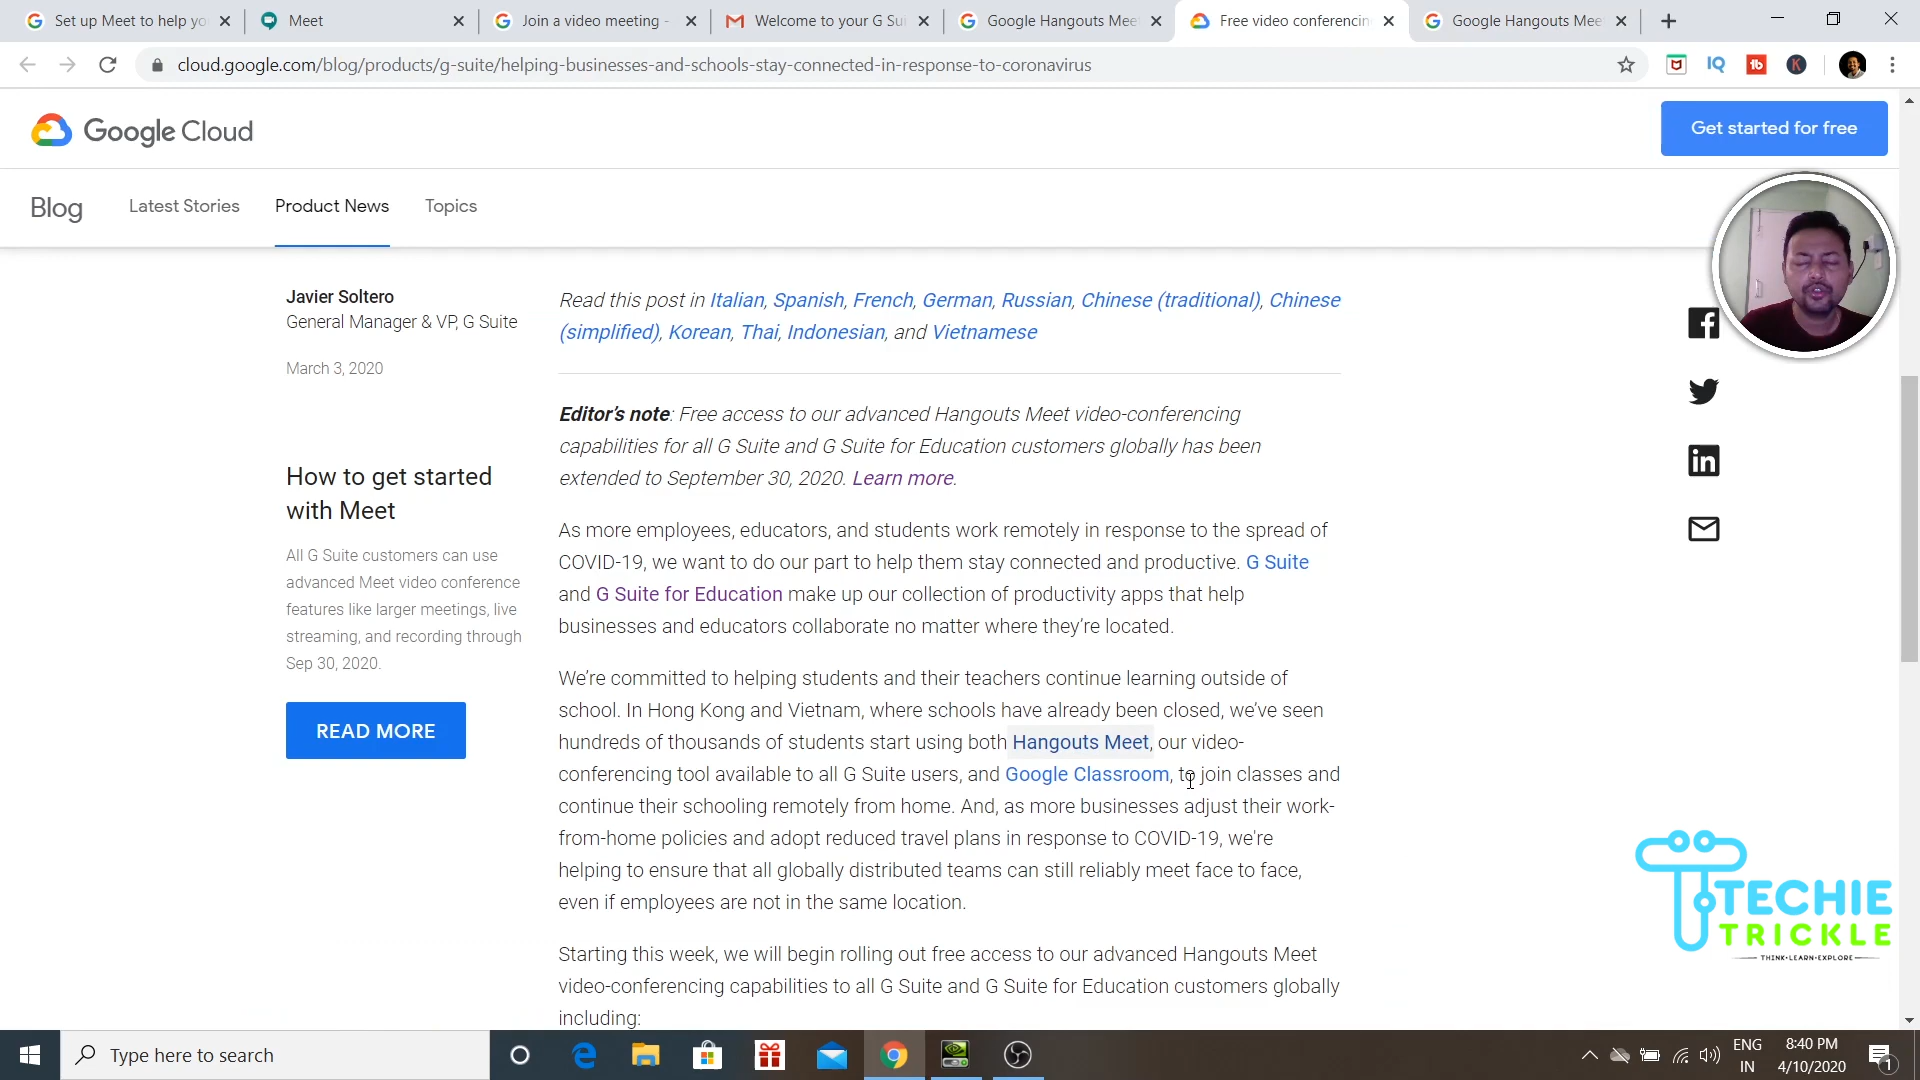 Set up Meet to help yo
Meet
Join a video meeting -
Welcome to your G Sui
Google Hangouts Mee
Free video conferencin
Google Hangouts Mee
cloud.google.com/blog/products/g-suite/helping-businesses-and-schools-stay-connected-in-response-to-coronavirus
Google Cloud
Get started for free
Blog
Latest Stories
Product News
Topics
Javier Soltero
General Manager & VP, G Suite
March 3, 2020
How to get started
with Meet
All G Suite customers can use
advanced Meet video conference
features like larger meetings, live
streaming, and recording through
Sep 30, 2020.
READ MORE
Read this post in Italian, Spanish, French, German, Russian, Chinese (traditional), Chinese
(simplified), Korean, Thai, Indonesian, and Vietnamese
Editor's note: Free access to our advanced Hangouts Meet video-conferencing
capabilities for all G Suite and G Suite for Education customers globally has been
extended to September 30, 2020. Learn more.
As more employees, educators, and students work remotely in response to the spread of
COVID-19, we want to do our part to help them stay connected and productive. G Suite
and G Suite for Education make up our collection of productivity apps that help
businesses and educators collaborate no matter where they're located.
We're committed to helping students and their teachers continue learning outside of
school. In Hong Kong and Vietnam, where schools have already been closed, we've seen
hundreds of thousands of students start using both Hangouts Meet, our video-
conferencing tool available to all G Suite users, and Google Classroom, to join classes and
continue their schooling remotely from home. And, as more businesses adjust their work-
from-home policies and adopt reduced travel plans in response to COVID-19, we're
helping to ensure that all globally distributed teams can still reliably meet face to face,
even if employees are not in the same location.
Starting this week, we will begin rolling out free access to our advanced Hangouts Meet
video-conferencing capabilities to all G Suite and G Suite for Education customers globally
including:
TECHIE
TRICKLE
THINK•LEARN•EXPLORE
Type here to search
ENG
IN
8:40 PM
4/10/2020
1